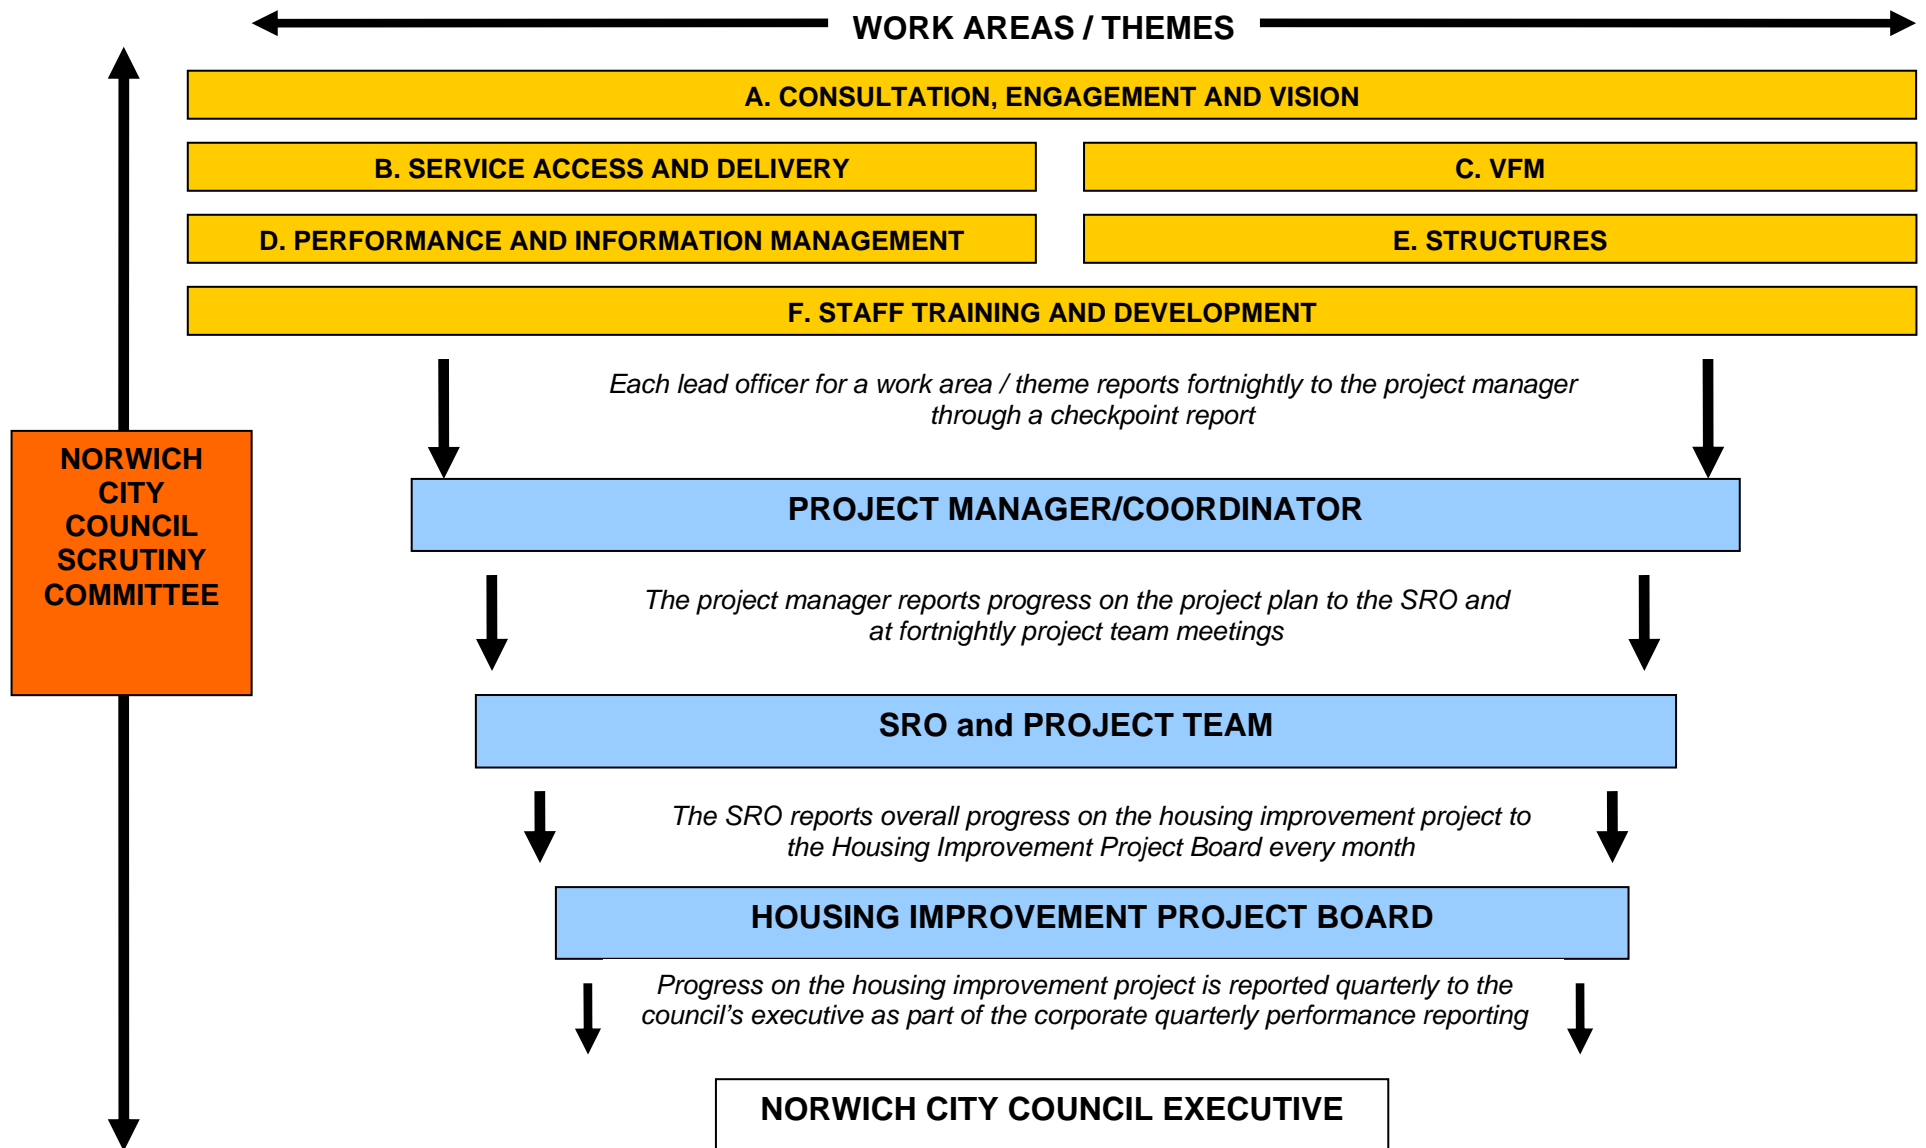 WORK AREAS / THEMES
A. CONSULTATION, ENGAGEMENT AND VISION
B. SERVICE ACCESS AND DELIVERY
C. VFM
D. PERFORMANCE AND INFORMATION MANAGEMENT
E. STRUCTURES
F. STAFF TRAINING AND DEVELOPMENT
Each lead officer for a work area / theme reports fortnightly to the project manager
through a checkpoint report
NORWICH
CITY
COUNCIL
SCRUTINY
COMMITTEE
PROJECT MANAGER/COORDINATOR
The project manager reports progress on the project plan to the SRO and
at fortnightly project team meetings
SRO and PROJECT TEAM
The SRO reports overall progress on the housing improvement project to
the Housing Improvement Project Board every month
HOUSING IMPROVEMENT PROJECT BOARD
Progress on the housing improvement project is reported quarterly to the
council’s executive as part of the corporate quarterly performance reporting
NORWICH CITY COUNCIL EXECUTIVE